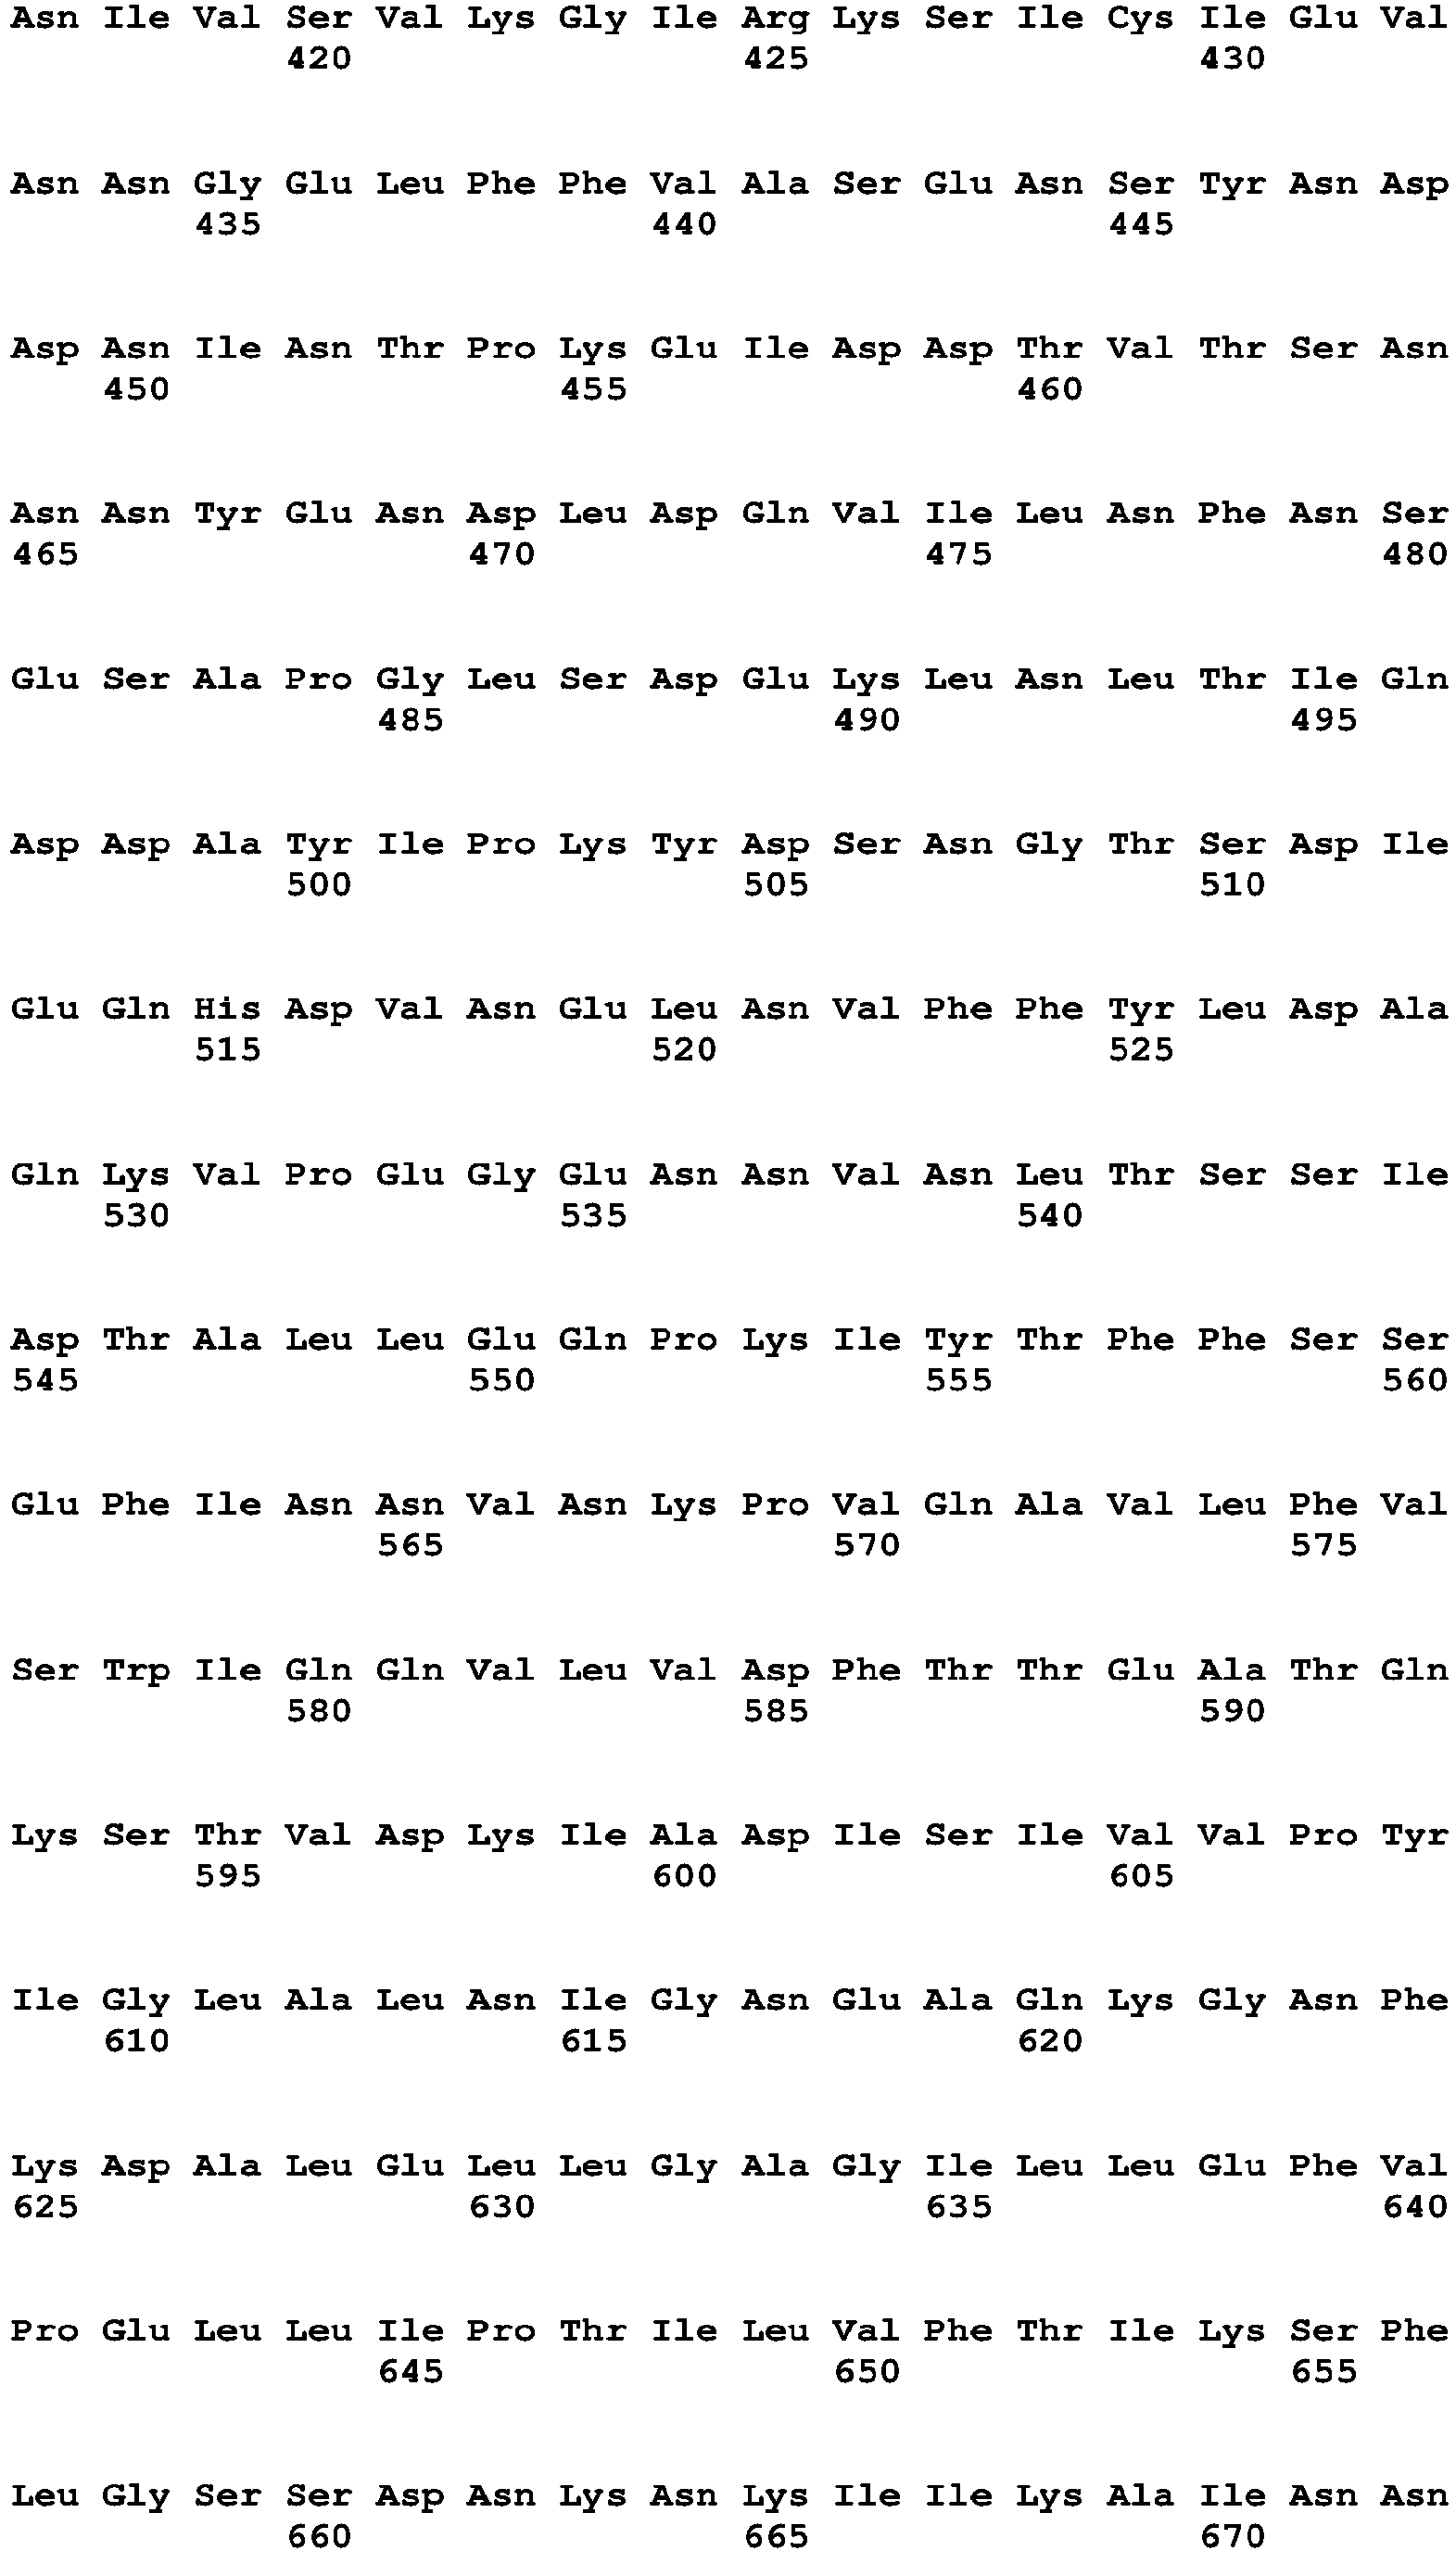 Asn Ile Val Ser Val Lys Gly Ile Arg Lys Ser Ile Cys Ile Glu Val
420 425 430
Asn Asn Gly Glu Leu Phe Phe Val Ala Ser Glu Asn Ser Tyr Asn Asp
435 440 445
Asp Asn Ile Asn Thr Pro Lys Glu Ile Asp Asp Thr Val Thr Ser Asn
450 455 460
Asn Asn Tyr Glu Asn Asp Leu Asp Gln Val Ile Leu Asn Phe Asn Ser
465 470 475 480
Glu Ser Ala Pro Gly Leu Ser Asp Glu Lys Leu Asn Leu Thr Ile Gln
485 490 495
Asp Asp Ala Tyr Ile Pro Lys Tyr Asp Ser Asn Gly Thr Ser Asp Ile
500 505 510
Glu Gln His Asp Val Asn Glu Leu Asn Val Phe Phe Tyr Leu Asp Ala
515 520 525
Gln Lys Val Pro Glu Gly Glu Asn Asn Val Asn Leu Thr Ser Ser Ile
530 535 540
Asp Thr Ala Leu Leu Glu Gln Pro Lys Ile Tyr Thr Phe Phe Ser Ser
545 550 555 560
Glu Phe Ile Asn Asn Val Asn Lys Pro Val Gln Ala Val Leu Phe Val
565 570 575
Ser Trp Ile Gln Gln Val Leu Val Asp Phe Thr Thr Glu Ala Thr Gln
580 585 590
Lys Ser Thr Val Asp Lys Ile Ala Asp Ile Ser Ile Val Val Pro Tyr
595 600 605
Ile Gly Leu Ala Leu Asn Ile Gly Asn Glu Ala Gln Lys Gly Asn Phe
610 615 620
Lys Asp Ala Leu Glu Leu Leu Gly Ala Gly Ile Leu Leu Glu Phe Val
625 630 635 640
Pro Glu Leu Leu Ile Pro Thr Ile Leu Val Phe Thr Ile Lys Ser Phe
645 650 655
Leu Gly Ser Ser Asp Asn Lys Asn Lys Ile Ile Lys Ala Ile Asn Asn
660 665 670